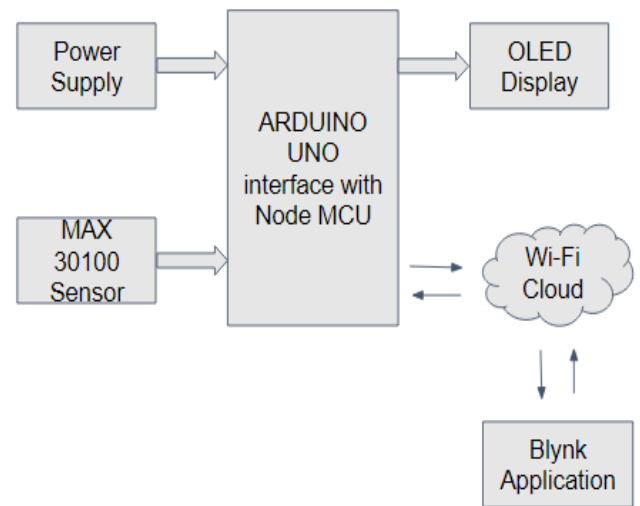 Power
Supply
ARDUINO
UNO
interface with
Node MCU
OLED
Display
MAX
30100
Sensor
Wi-Fi
Cloud
Blynk
Application